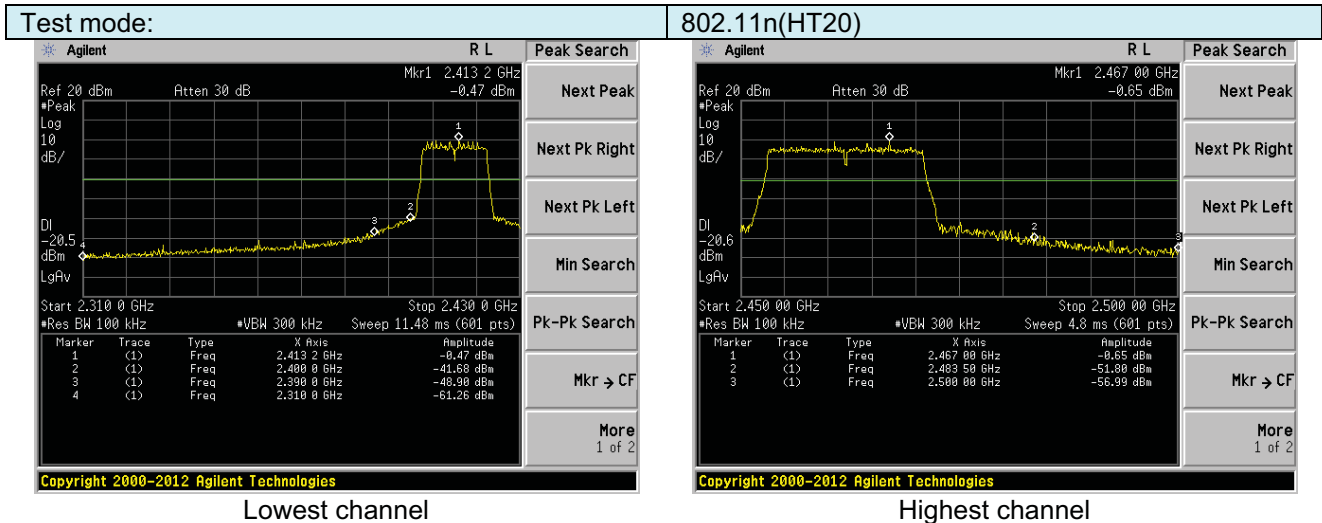 Test mode: 802.11n(HT20)
Agilent R L Peak Search
Mkr1 2.413 2 GHz
Ref 20 dBm Atten 30 dB -0.47 dBm
#Peak
Log
10
dB/
1
2
3
4
DI
-20.5
dBm
LgAv
Start 2.310 0 GHz Stop 2.430 0 GHz
#Res BW 100 kHz #VBW 300 kHz Sweep 11.48 ms (601 pts)
Marker Trace Type X Axis Amplitude
1 (1) Freq 2.413 2 GHz -0.47 dBm
2 (1) Freq 2.400 0 GHz -41.68 dBm
3 (1) Freq 2.390 0 GHz -48.90 dBm
4 (1) Freq 2.310 0 GHz -61.26 dBm
Next Peak
Next Pk Right
Next Pk Left
Min Search
Pk-Pk Search
Mkr → CF
More
1 of 2
Copyright 2000-2012 Agilent Technologies
Lowest channel
Agilent R L Peak Search
Mkr1 2.467 00 GHz
Ref 20 dBm Atten 30 dB -0.65 dBm
#Peak
Log
10
dB/
1
2
3
DI
-20.6
dBm
LgAv
Start 2.450 00 GHz Stop 2.500 00 GHz
#Res BW 100 kHz #VBW 300 kHz Sweep 4.8 ms (601 pts)
Marker Trace Type X Axis Amplitude
1 (1) Freq 2.467 00 GHz -0.65 dBm
2 (1) Freq 2.483 50 GHz -51.80 dBm
3 (1) Freq 2.500 00 GHz -56.99 dBm
Next Peak
Next Pk Right
Next Pk Left
Min Search
Pk-Pk Search
Mkr → CF
More
1 of 2
Copyright 2000-2012 Agilent Technologies
Highest channel